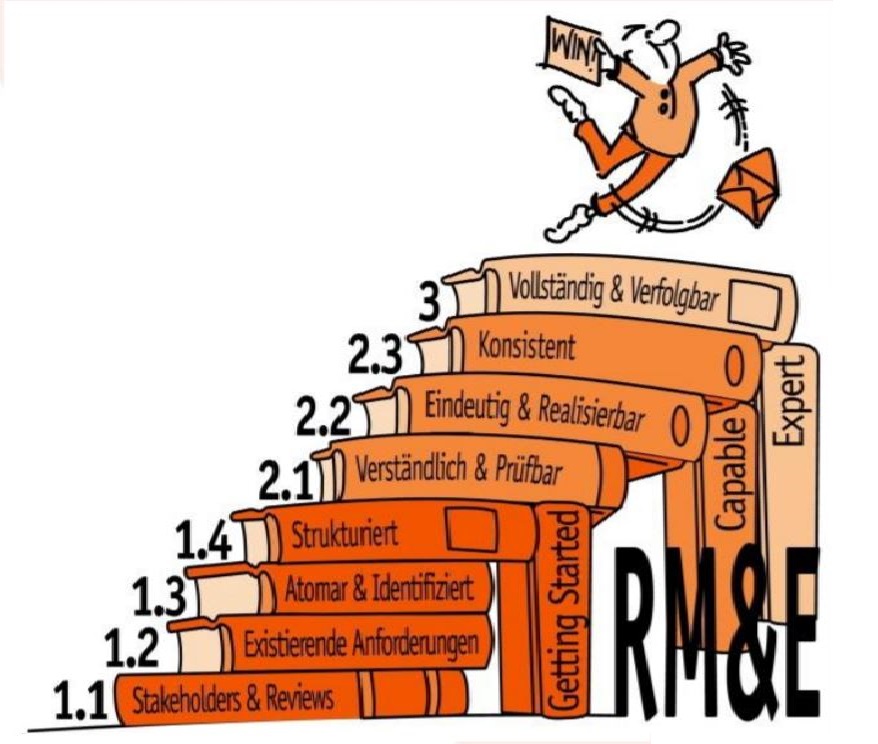 WIN!
3 Vollständig & Verfolgbar
2.3 Konsistent
2.2 Eindeutig & Realisierbar
2.1 Verständlich & Prüfbar
1.4 Strukturiert
1.3 Atomar & Identifiziert
1.2 Existierende Anforderungen
1.1 Stakeholders & Reviews
Getting Started
Capable
Expert
RM&E